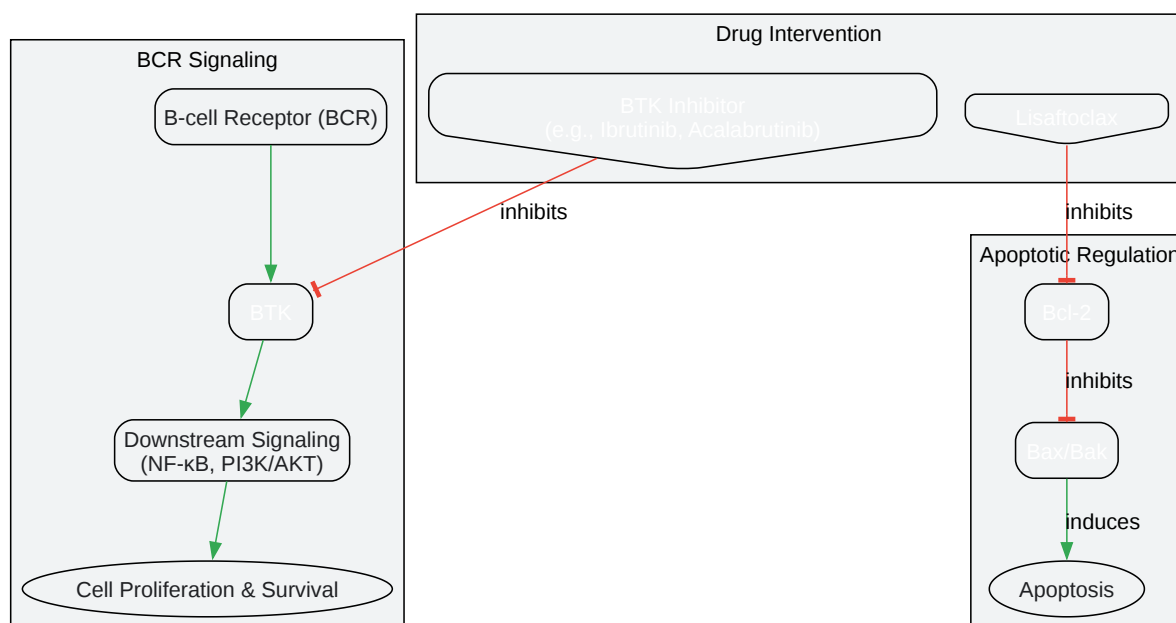 Drug Intervention
BTK Inhibitor
(e.g., Ibrutinib, Acalabrutinib)
Lisaftoclax
BCR Signaling
B-cell Receptor (BCR)
inhibits
inhibits
Apoptotic Regulation
BTK
Bcl-2
inhibits
Downstream Signaling
(NF-κB, PI3K/AKT)
Bax/Bak
induces
Cell Proliferation & Survival
Apoptosis